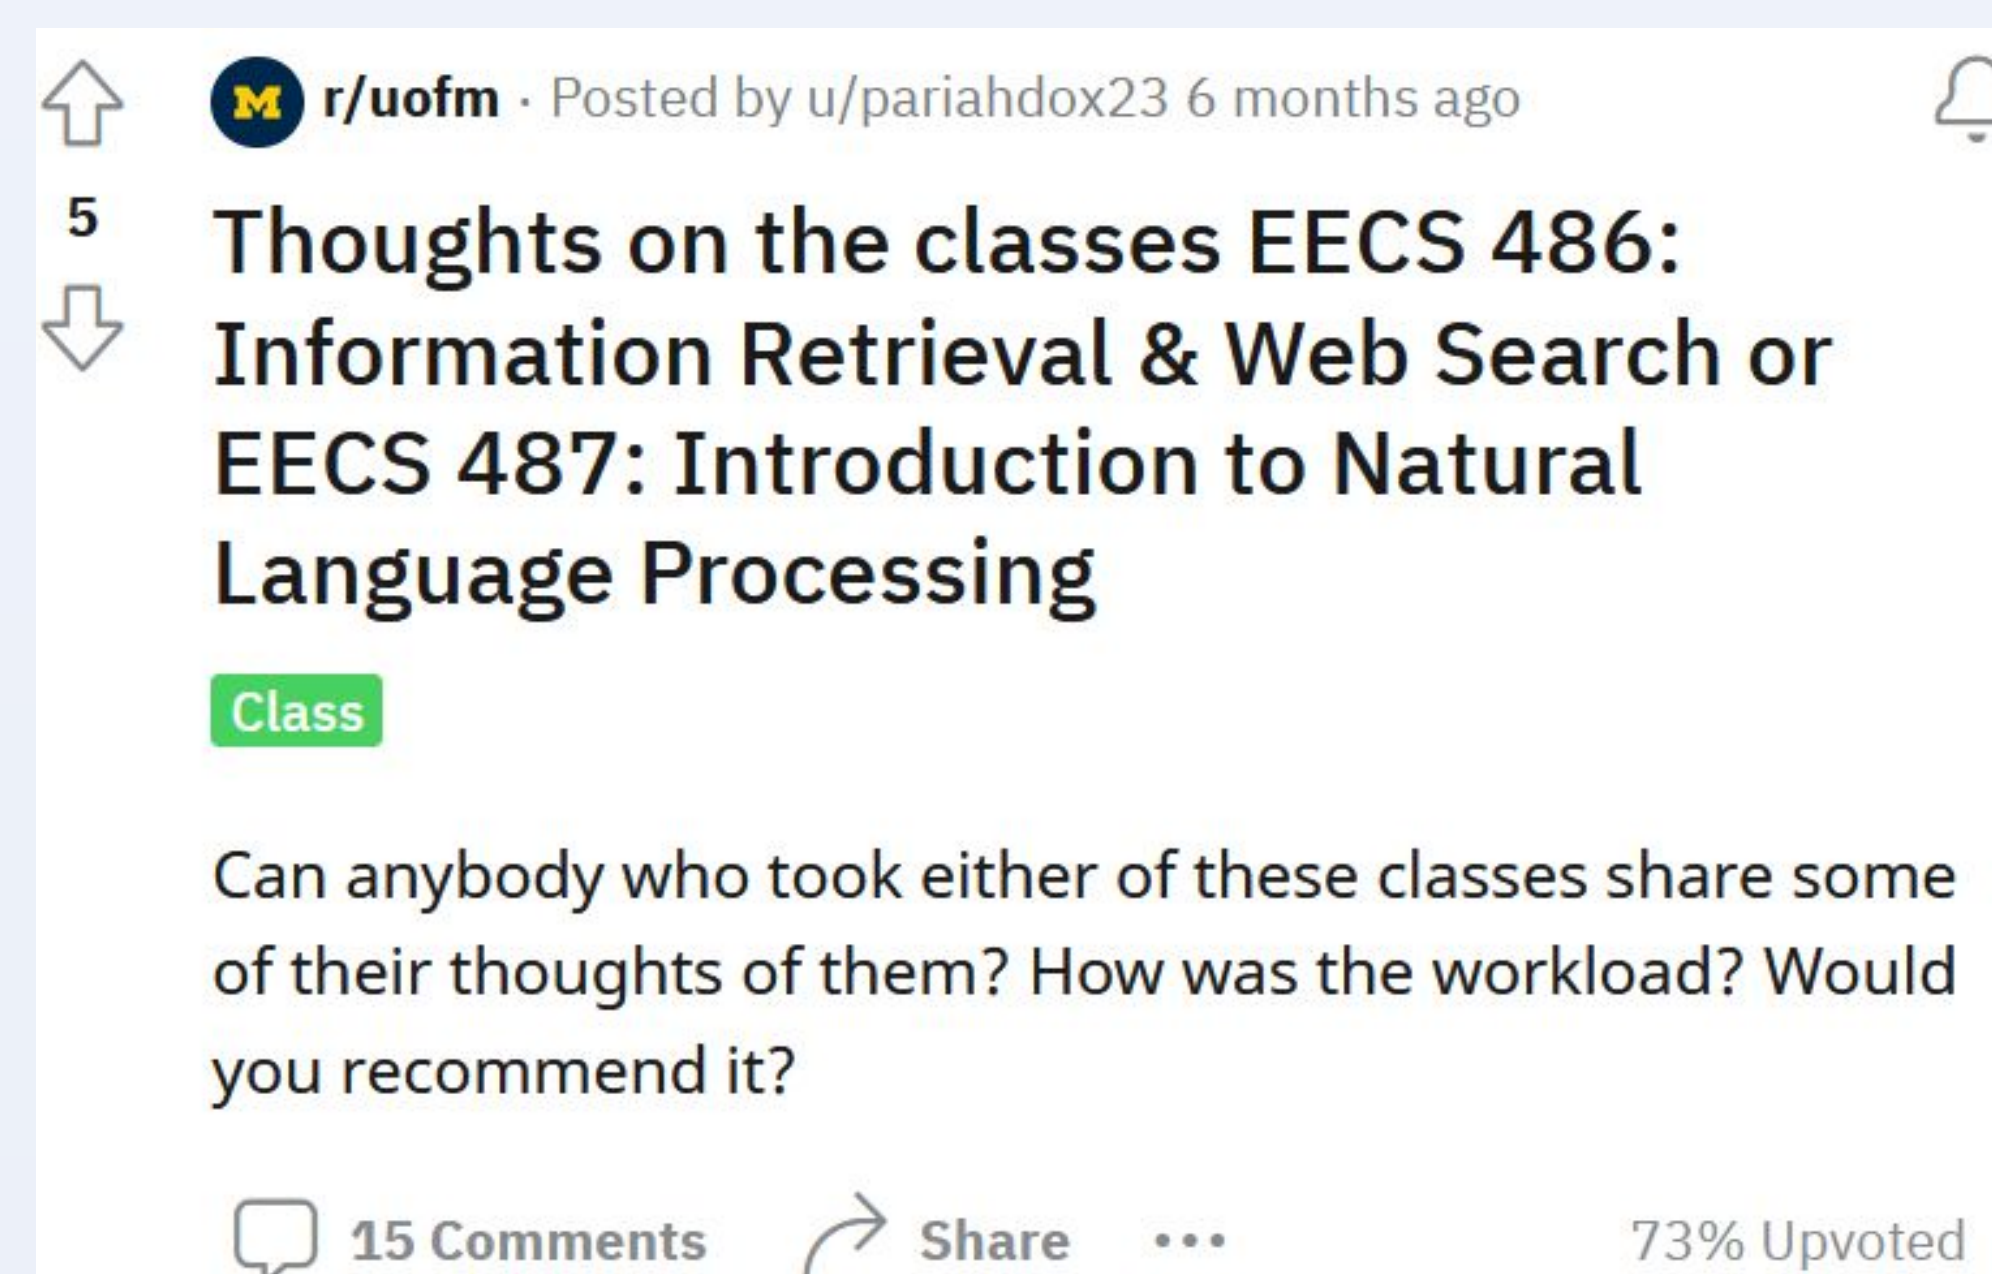 M r/uofm · Posted by u/pariahdox23 6 months ago
5
Thoughts on the classes EECS 486:
Information Retrieval & Web Search or
EECS 487: Introduction to Natural
Language Processing
Class
Can anybody who took either of these classes share some
of their thoughts of them? How was the workload? Would
you recommend it?
15 Comments Share ••• 73% Upvoted